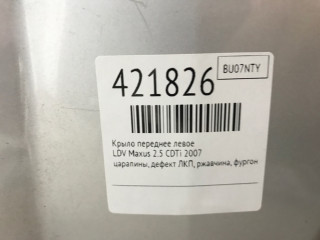 BU07NTY
421826
Крыло переднее левое
LDV Maxus 2.5 CDTi 2007
царапины, дефект ЛКП, ржавчина, фургон